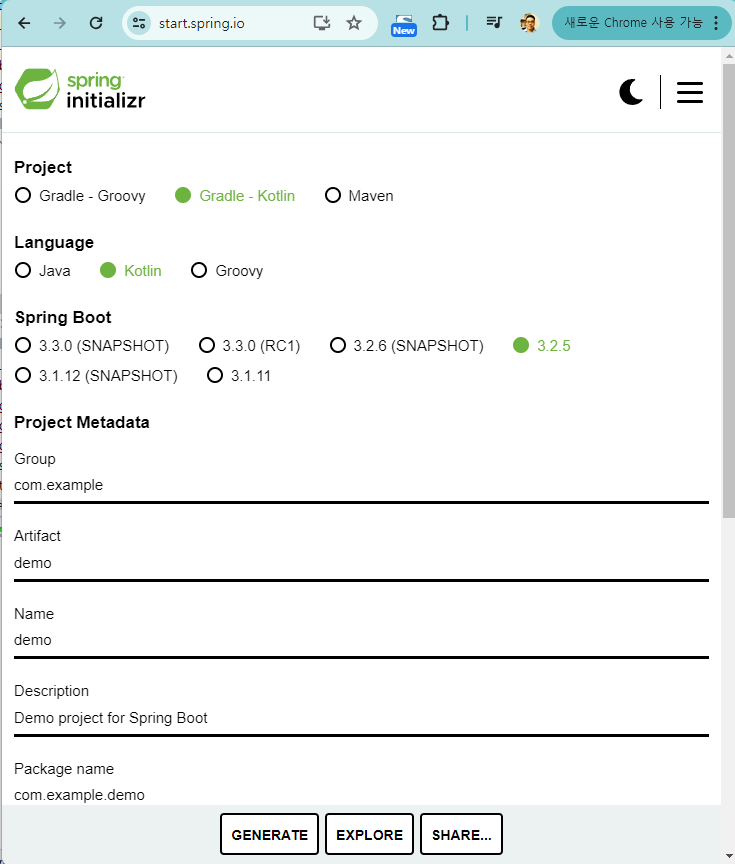 start.spring.io
New
새로운 Chrome 사용 가능
spring
initializr
Project
Gradle - Groovy Gradle - Kotlin Maven
Language
Java Kotlin Groovy
Spring Boot
3.3.0 (SNAPSHOT) 3.3.0 (RC1) 3.2.6 (SNAPSHOT) 3.2.5
3.1.12 (SNAPSHOT) 3.1.11
Project Metadata
Group
com.example
Artifact
demo
Name
demo
Description
Demo project for Spring Boot
Package name
com.example.demo
GENERATE EXPLORE SHARE...